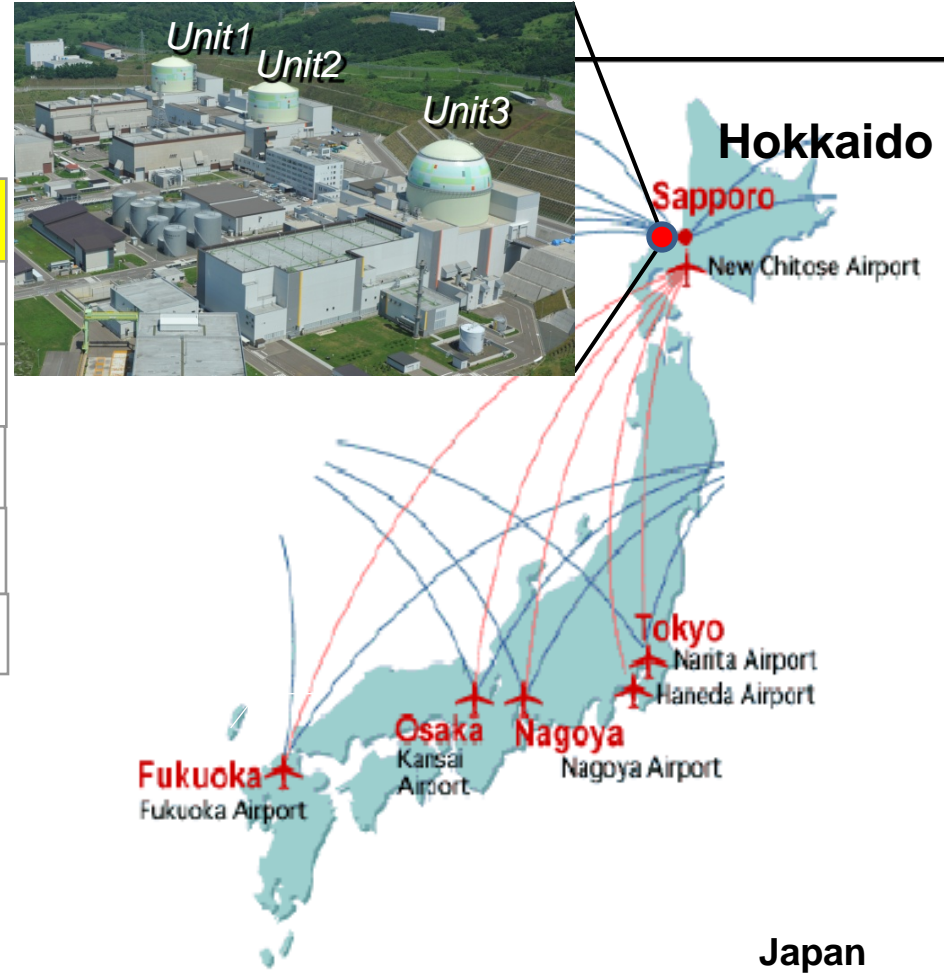 Unit1
Unit2
Unit3
Hokkaido
Sapporo
New Chitose Airport
Tokyo
Narita Airport
Haneda Airport
Osaka
Kansai
Airport
Nagoya
Nagoya Airport
Fukuoka
Fukuoka Airport
Japan